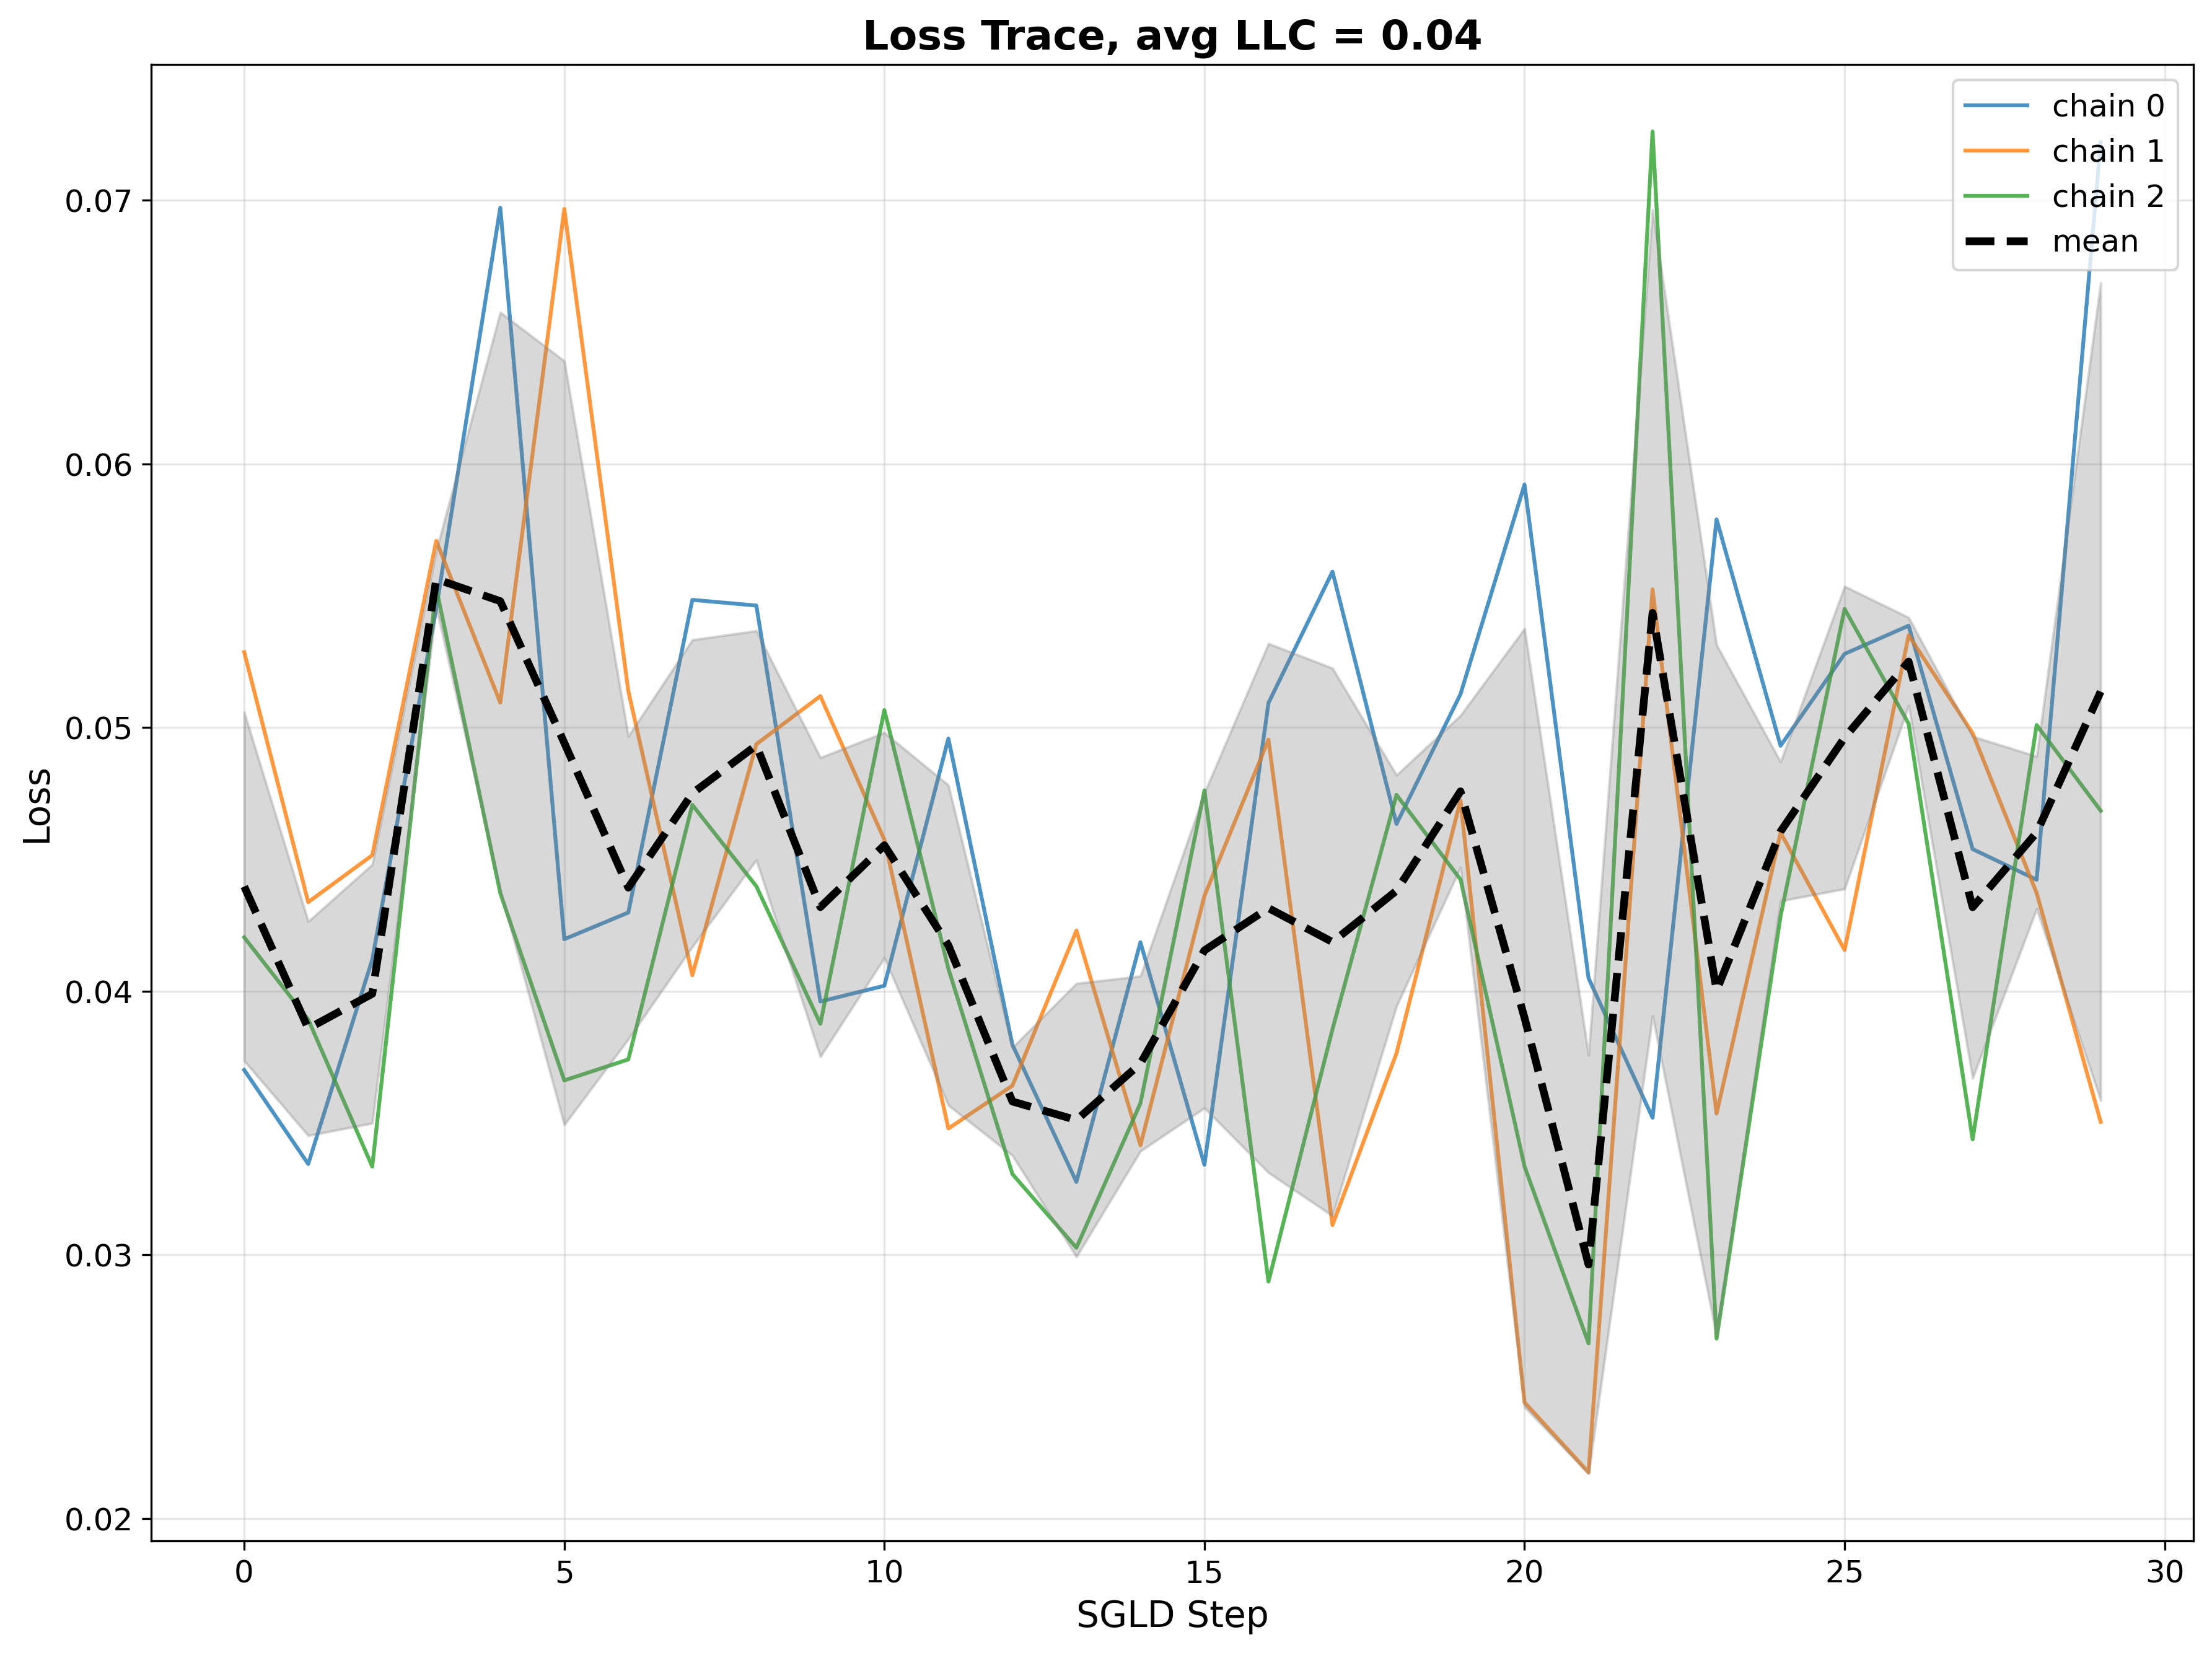 Loss Trace, avg LLC = 0.04
chain 0
chain 1
chain 2
mean
0.07
0.06
0.05
0.04
0.03
0.02
Loss
0 5 10 15 20 25 30
SGLD Step